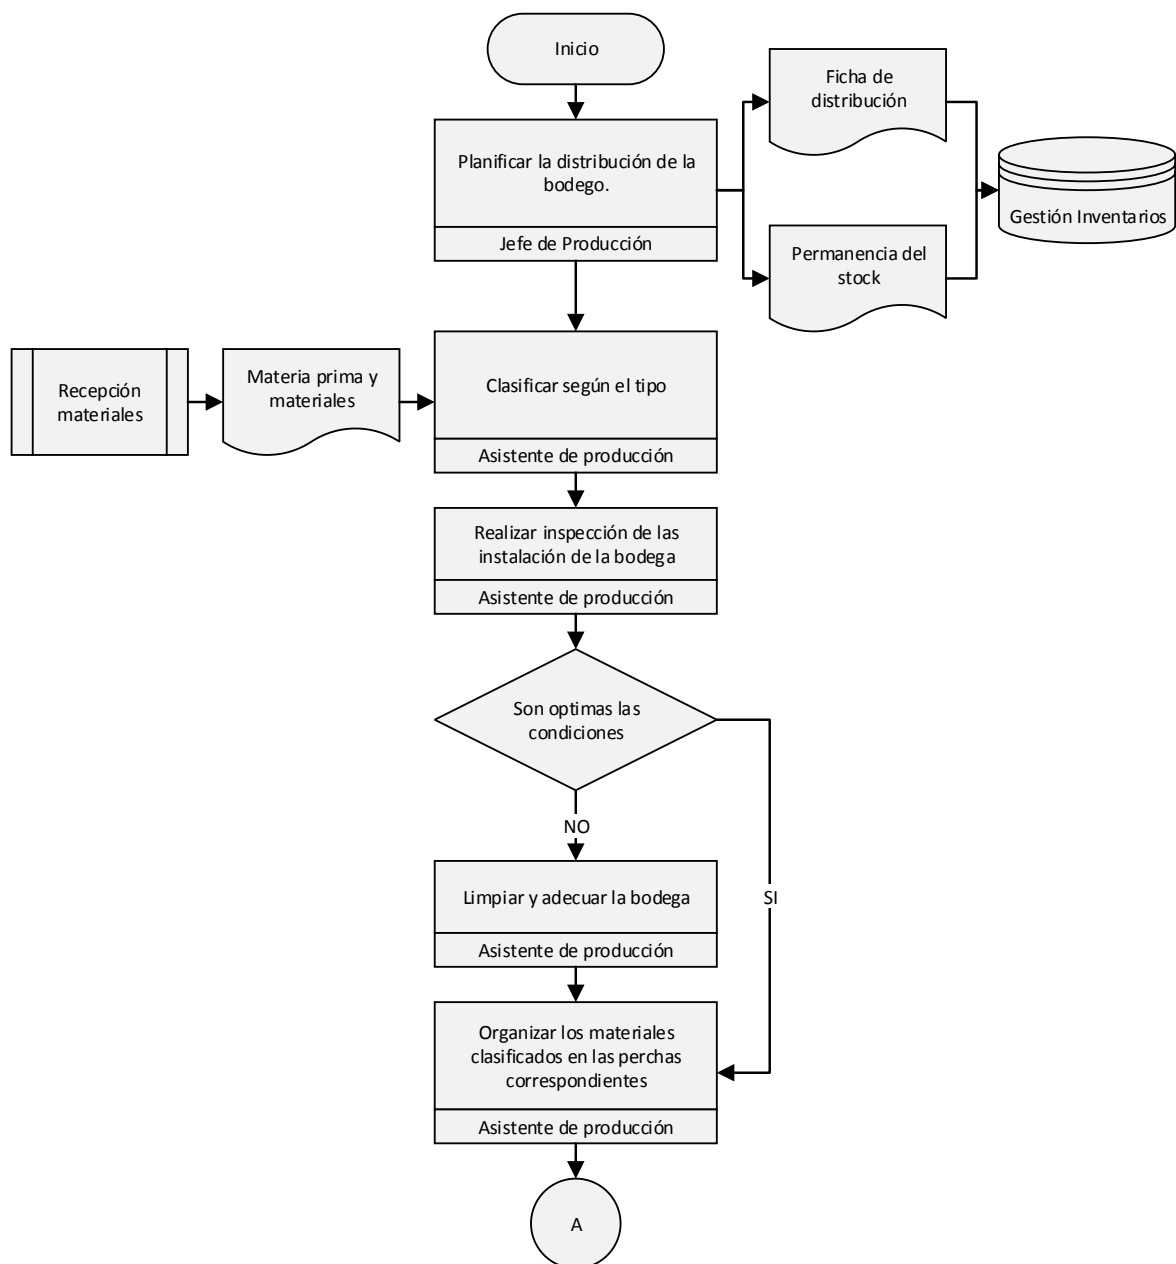 Inicio
Ficha de
distribución
Planificar la distribución de la
bodego.
Jefe de Producción
Gestión Inventarios
Permanencia del
stock
Recepción
materiales
Materia prima y
materiales
Clasificar según el tipo
Asistente de producción
Realizar inspección de las
instalación de la bodega
Asistente de producción
Son optimas las
condiciones
NO
SI
Limpiar y adecuar la bodega
Asistente de producción
Organizar los materiales
clasificados en las perchas
correspondientes
Asistente de producción
A